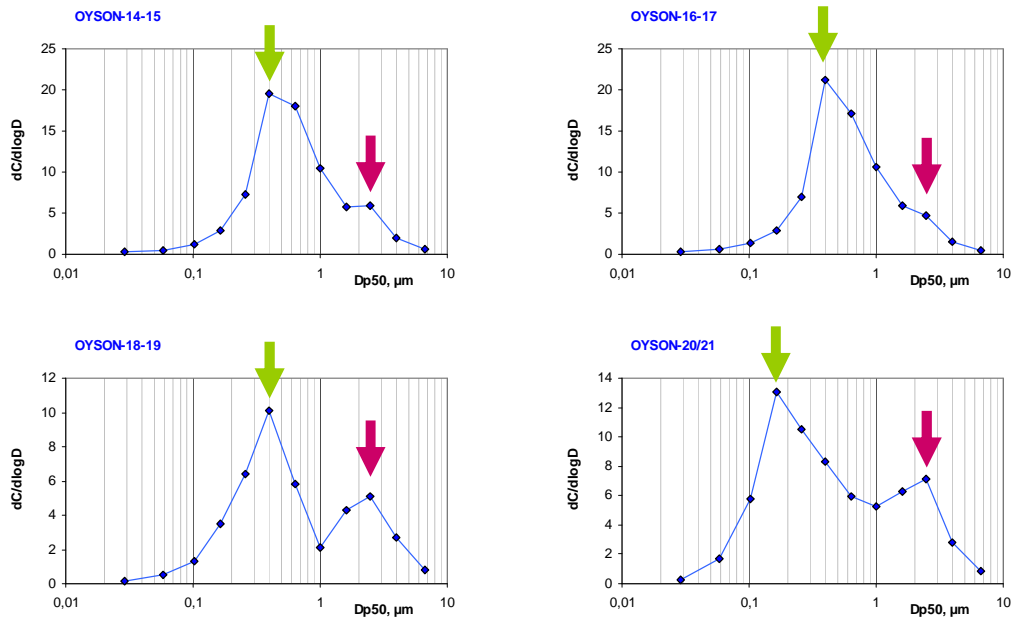 OYSON-14-15
25
20
15
10
5
0
0,01 0,1 1 10
dC/dlogD
Dp50, µm
OYSON-16-17
25
20
15
10
5
0
0,01 0,1 1 10
dC/dlogD
Dp50, µm
OYSON-18-19
12
10
8
6
4
2
0
0,01 0,1 1 10
dC/dlogD
Dp50, µm
OYSON-20/21
14
12
10
8
6
4
2
0
0,01 0,1 1 10
dC/dlogD
Dp50, µm